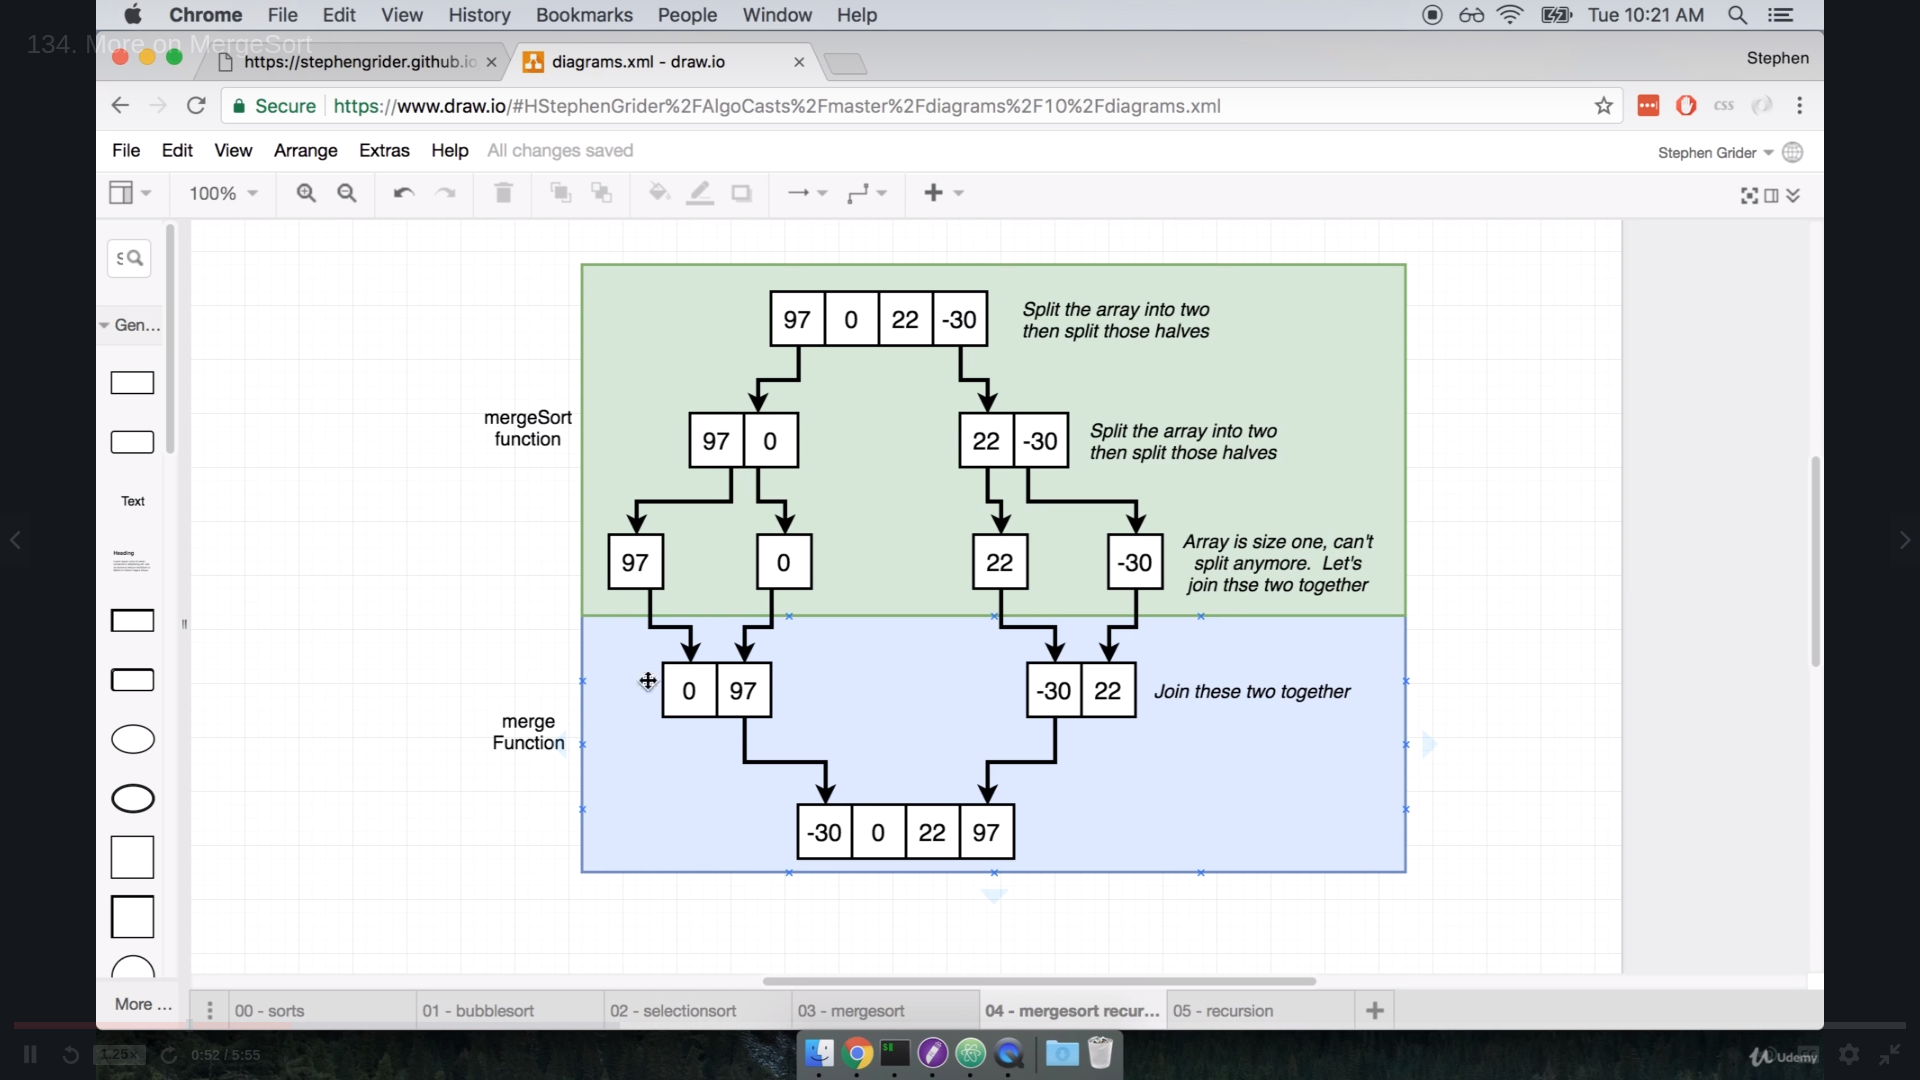 Chrome File Edit View History Bookmarks People Window Help
Tue 10:21 AM
134. More on MergeSort
https://stephengrider.github.io
diagrams.xml - draw.io
Stephen
Secure https://www.draw.io/#HStephenGrider%2FAlgoCasts%2Fmaster%2Fdiagrams%2F10%2Fdiagrams.xml
css
File Edit View Arrange Extras Help All changes saved
Stephen Grider
100%
S
Gen...
Text
Heading
97 0 22 -30
Split the array into two
then split those halves
mergeSort
function
97 0
22 -30
Split the array into two
then split those halves
97
0
22
-30
Array is size one, can't
split anymore. Let's
join thse two together
0 97
-30 22
Join these two together
merge
Function
-30 0 22 97
More ...
00 - sorts
01 - bubblesort
02 - selectionsort
03 - mergesort
04 - mergesort recur...
05 - recursion
1.25x
0:52 / 5:55
Udemy